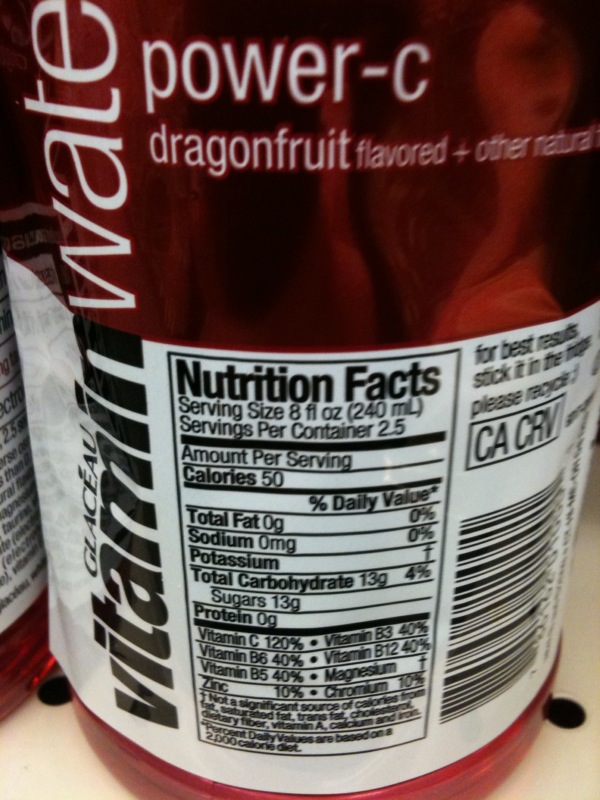 power-c
dragonfruit flavored + other natural
GLACÉAU
vitaminwate
Nutrition Facts
Serving Size 8 fl oz (240 mL)
Servings Per Container 2.5
Amount Per Serving
Calories 50
% Daily Value*
Total Fat 0g 0%
Sodium 0mg 0%
Potassium †
Total Carbohydrate 13g 4%
Sugars 13g
Protein 0g
Vitamin C 120% • Vitamin B3 40%
Vitamin B6 40% • Vitamin B12 40%
Vitamin B5 40% • Magnesium †
Zinc 10% • Chromium 10%
† Not a significant source of calories from
fat, saturated fat, trans fat, cholesterol,
dietary fiber, vitamin A, calcium and iron.
*Percent Daily Values are based on a
2,000 calorie diet.
for best results,
stick it in the fridge
please recycle
CA CRV